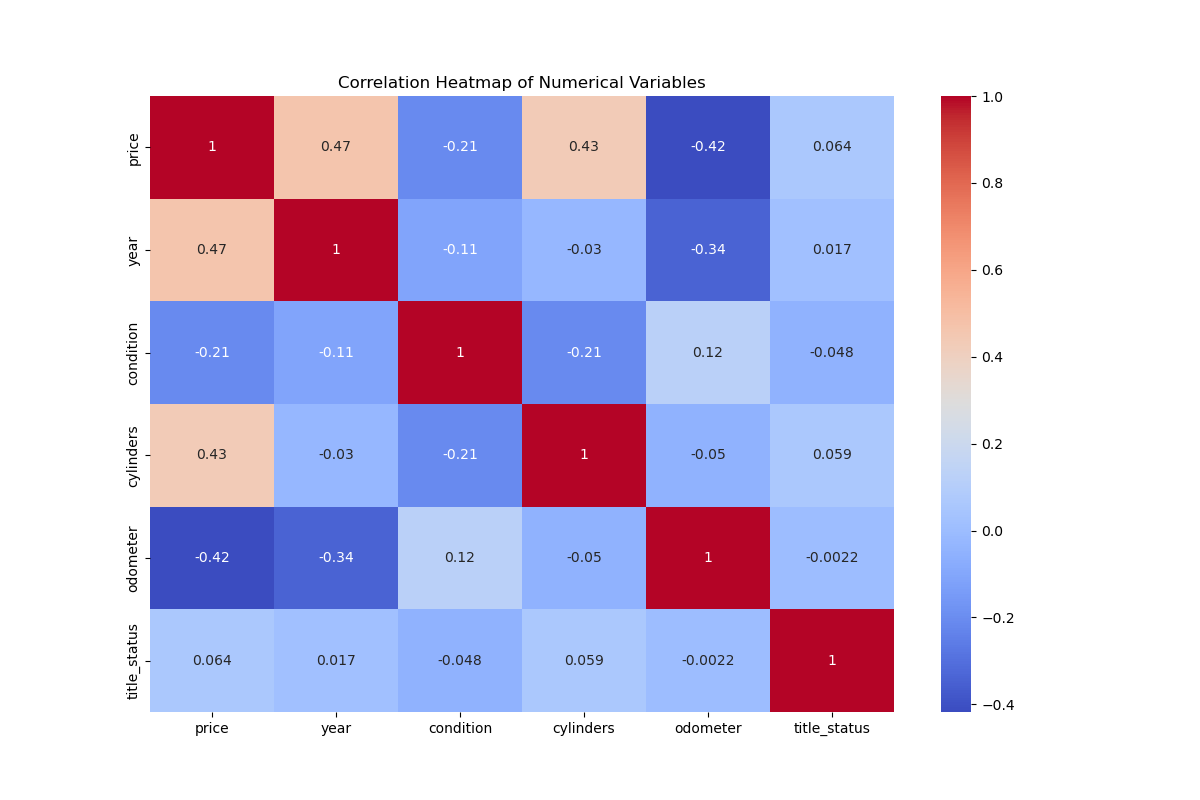 Correlation Heatmap of Numerical Variables
price 1 0.47 -0.21 0.43 -0.42 0.064
year 0.47 1 -0.11 -0.03 -0.34 0.017
condition -0.21 -0.11 1 -0.21 0.12 -0.048
cylinders 0.43 -0.03 -0.21 1 -0.05 0.059
odometer -0.42 -0.34 0.12 -0.05 1 -0.0022
title_status 0.064 0.017 -0.048 0.059 -0.0022 1
price year condition cylinders odometer title_status
1.0
0.8
0.6
0.4
0.2
0.0
−0.2
−0.4